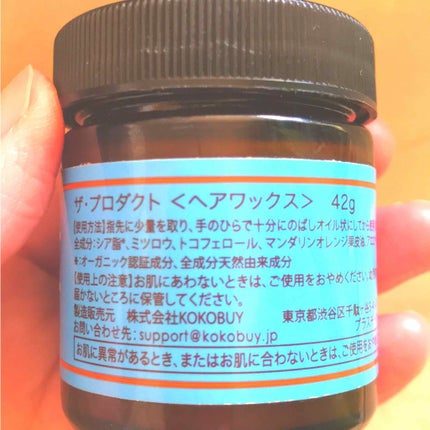 ザ・プロダクト <ヘアワックス> 42g
【使用方法】指先に少量を取り、手のひらで十分にのばしオイル状にしてから
全成分:シア脂*、ミツロウ、トコフェロール、マンダリンオレンジ果皮油、アロエ
*:オーガニック認証成分、全成分天然由来成分
【使用上の注意】お肌にあわないときは、ご使用をおやめください。
届かないところに保管してください。
製造販売元 株式会社KOKOBUY 東京都渋谷区千駄ヶ谷
お問い合わせ先:support@kokobuy.jp プラス
お肌に異常があるとき、またはお肌に合わないときは、ご使用を